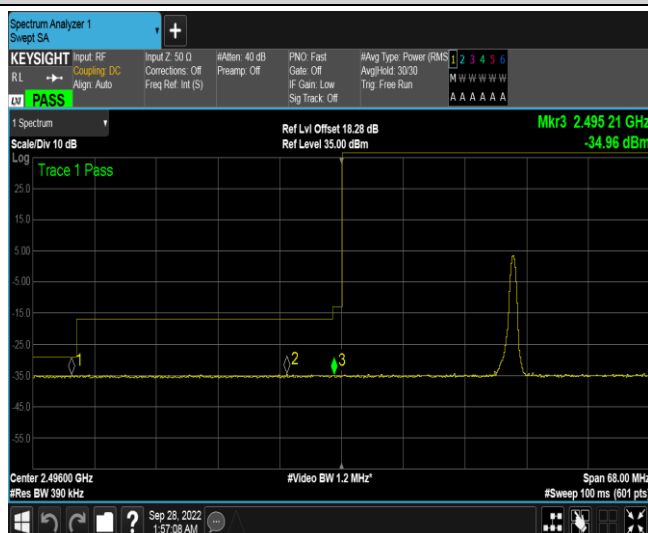 Spectrum Analyzer 1
Swept SA
+
KEYSIGHT
RL
LXI PASS
Input: RF
Coupling: DC
Align: Auto
Input Z: 50 Ω
Corrections: Off
Freq Ref: Int (S)
#Atten: 40 dB
Preamp: Off
PNO: Fast
Gate: Off
IF Gain: Low
Sig Track: Off
#Avg Type: Power (RMS
Avg|Hold: 30/30
Trig: Free Run
1 2 3 4 5 6
M W W W W W
A A A A A A
1 Spectrum
Scale/Div 10 dB
Ref Lvl Offset 18.28 dB
Ref Level 35.00 dBm
Mkr3 2.495 21 GHz
-34.96 dBm
Log
Trace 1 Pass
25.0
15.0
5.00
-5.00
-15.0
-25.0
-35.0
-45.0
-55.0
1
2
3
Center 2.49600 GHz
#Res BW 390 kHz
#Video BW 1.2 MHz*
Span 68.00 MHz
#Sweep 100 ms (601 pts)
?
Sep 28, 2022
1:57:08 AM